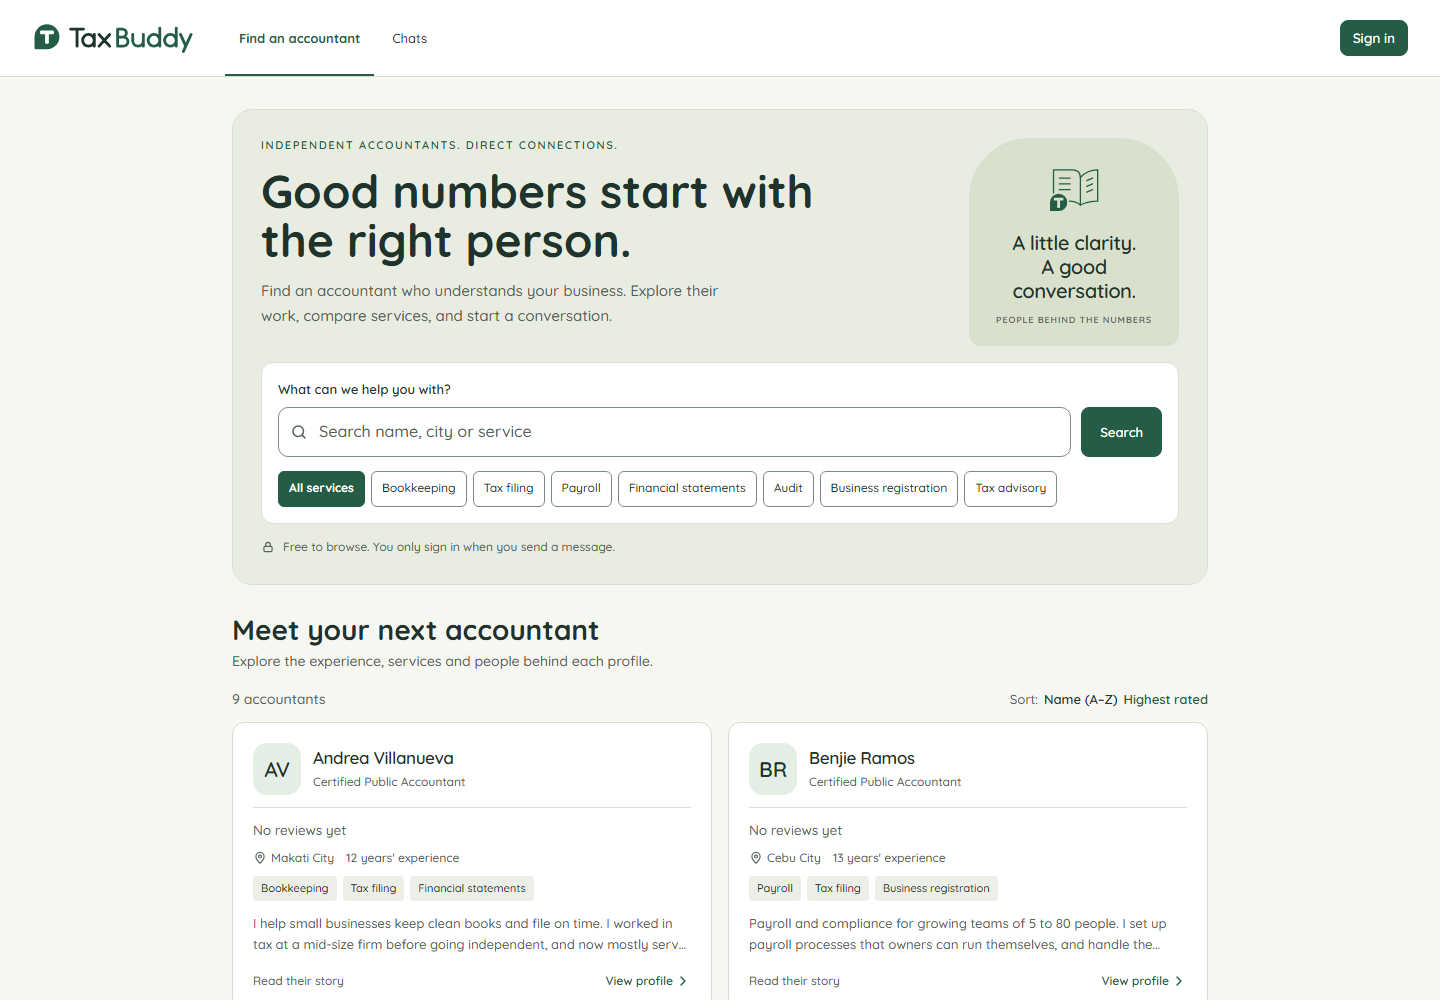 TaxBuddy
Find an accountant
Chats
Sign in
INDEPENDENT ACCOUNTANTS. DIRECT CONNECTIONS.
Good numbers start with
the right person.
Find an accountant who understands your business. Explore their
work, compare services, and start a conversation.
T
A little clarity.
A good
conversation.
PEOPLE BEHIND THE NUMBERS
What can we help you with?
Search name, city or service
Search
All services
Bookkeeping
Tax filing
Payroll
Financial statements
Audit
Business registration
Tax advisory
Free to browse. You only sign in when you send a message.
Meet your next accountant
Explore the experience, services and people behind each profile.
9 accountants
Sort: Name (A–Z) Highest rated
AV
Andrea Villanueva
Certified Public Accountant
No reviews yet
Makati City 12 years' experience
Bookkeeping
Tax filing
Financial statements
I help small businesses keep clean books and file on time. I worked in
tax at a mid-size firm before going independent, and now mostly serv…
Read their story
View profile
BR
Benjie Ramos
Certified Public Accountant
No reviews yet
Cebu City 13 years' experience
Payroll
Tax filing
Business registration
Payroll and compliance for growing teams of 5 to 80 people. I set up
payroll processes that owners can run themselves, and handle the…
Read their story
View profile